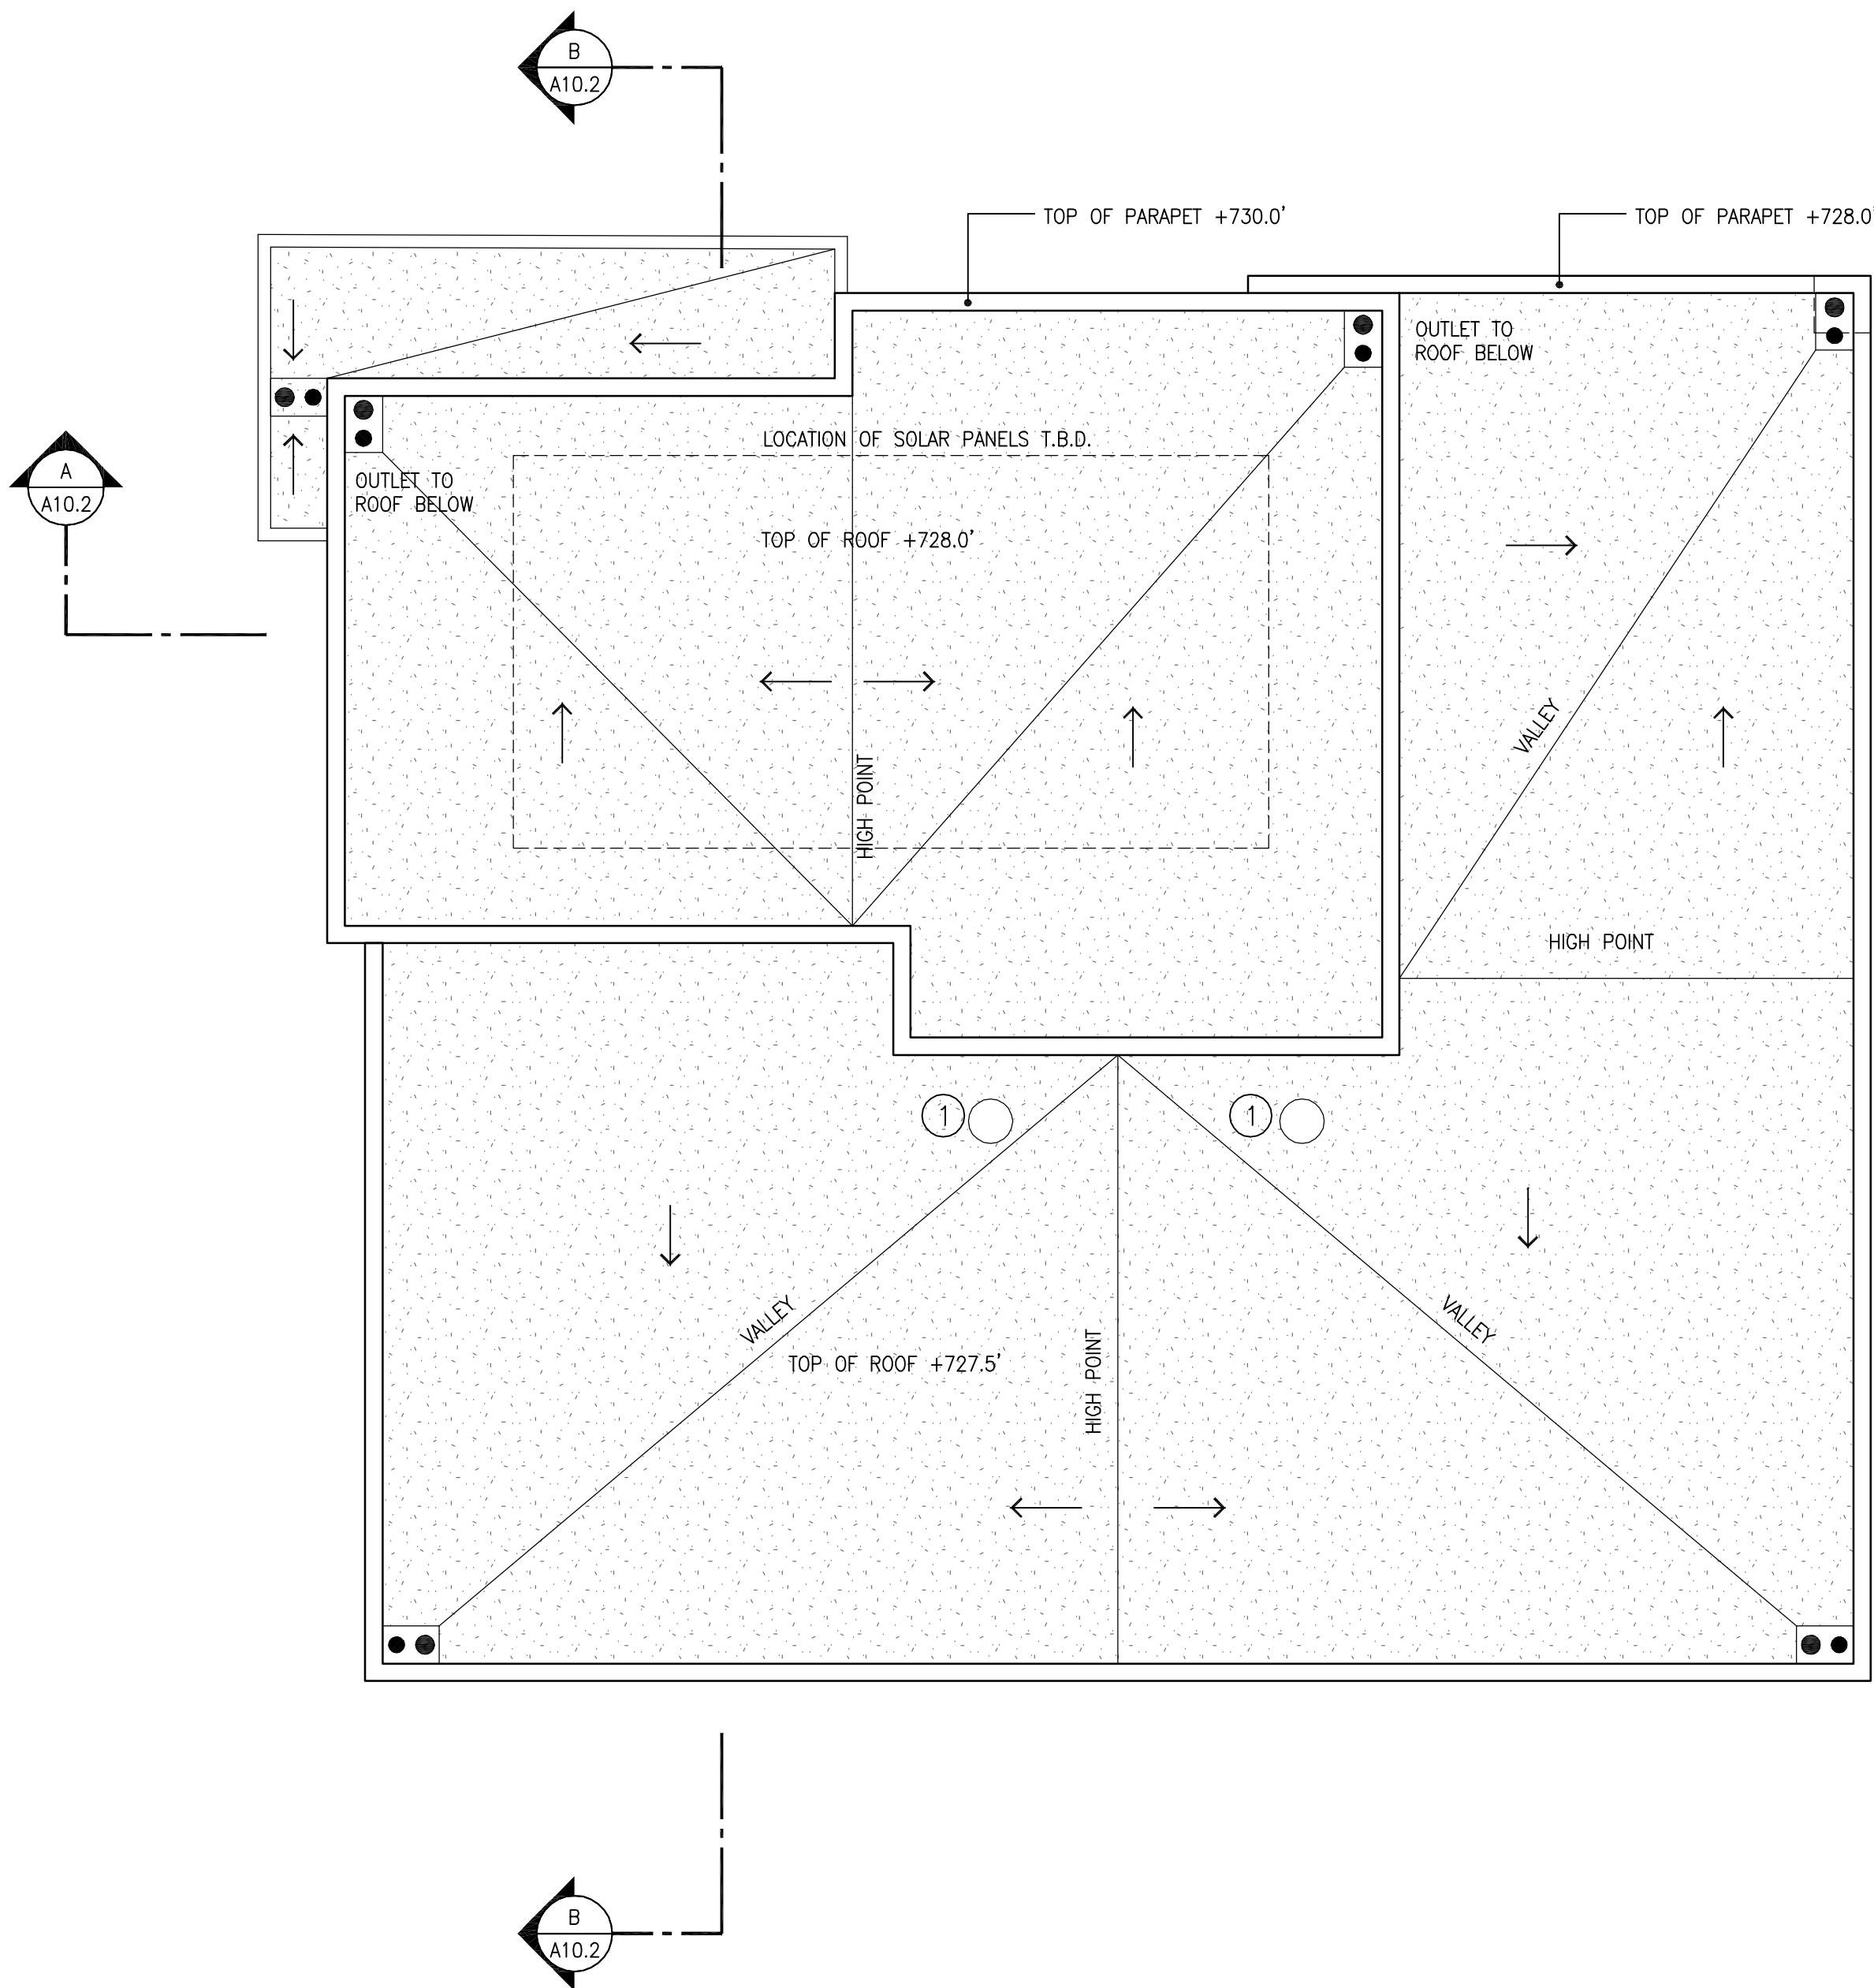 B
A10.2
TOP OF PARAPET +730.0'
TOP OF PARAPET +728.0'
OUTLET TO
ROOF BELOW
A
A10.2
LOCATION OF SOLAR PANELS T.B.D.
OUTLET TO
ROOF BELOW
TOP OF ROOF +728.0'
VALLEY
HIGH POINT
HIGH POINT
1
1
VALLEY
VALLEY
TOP OF ROOF +727.5'
HIGH POINT
B
A10.2